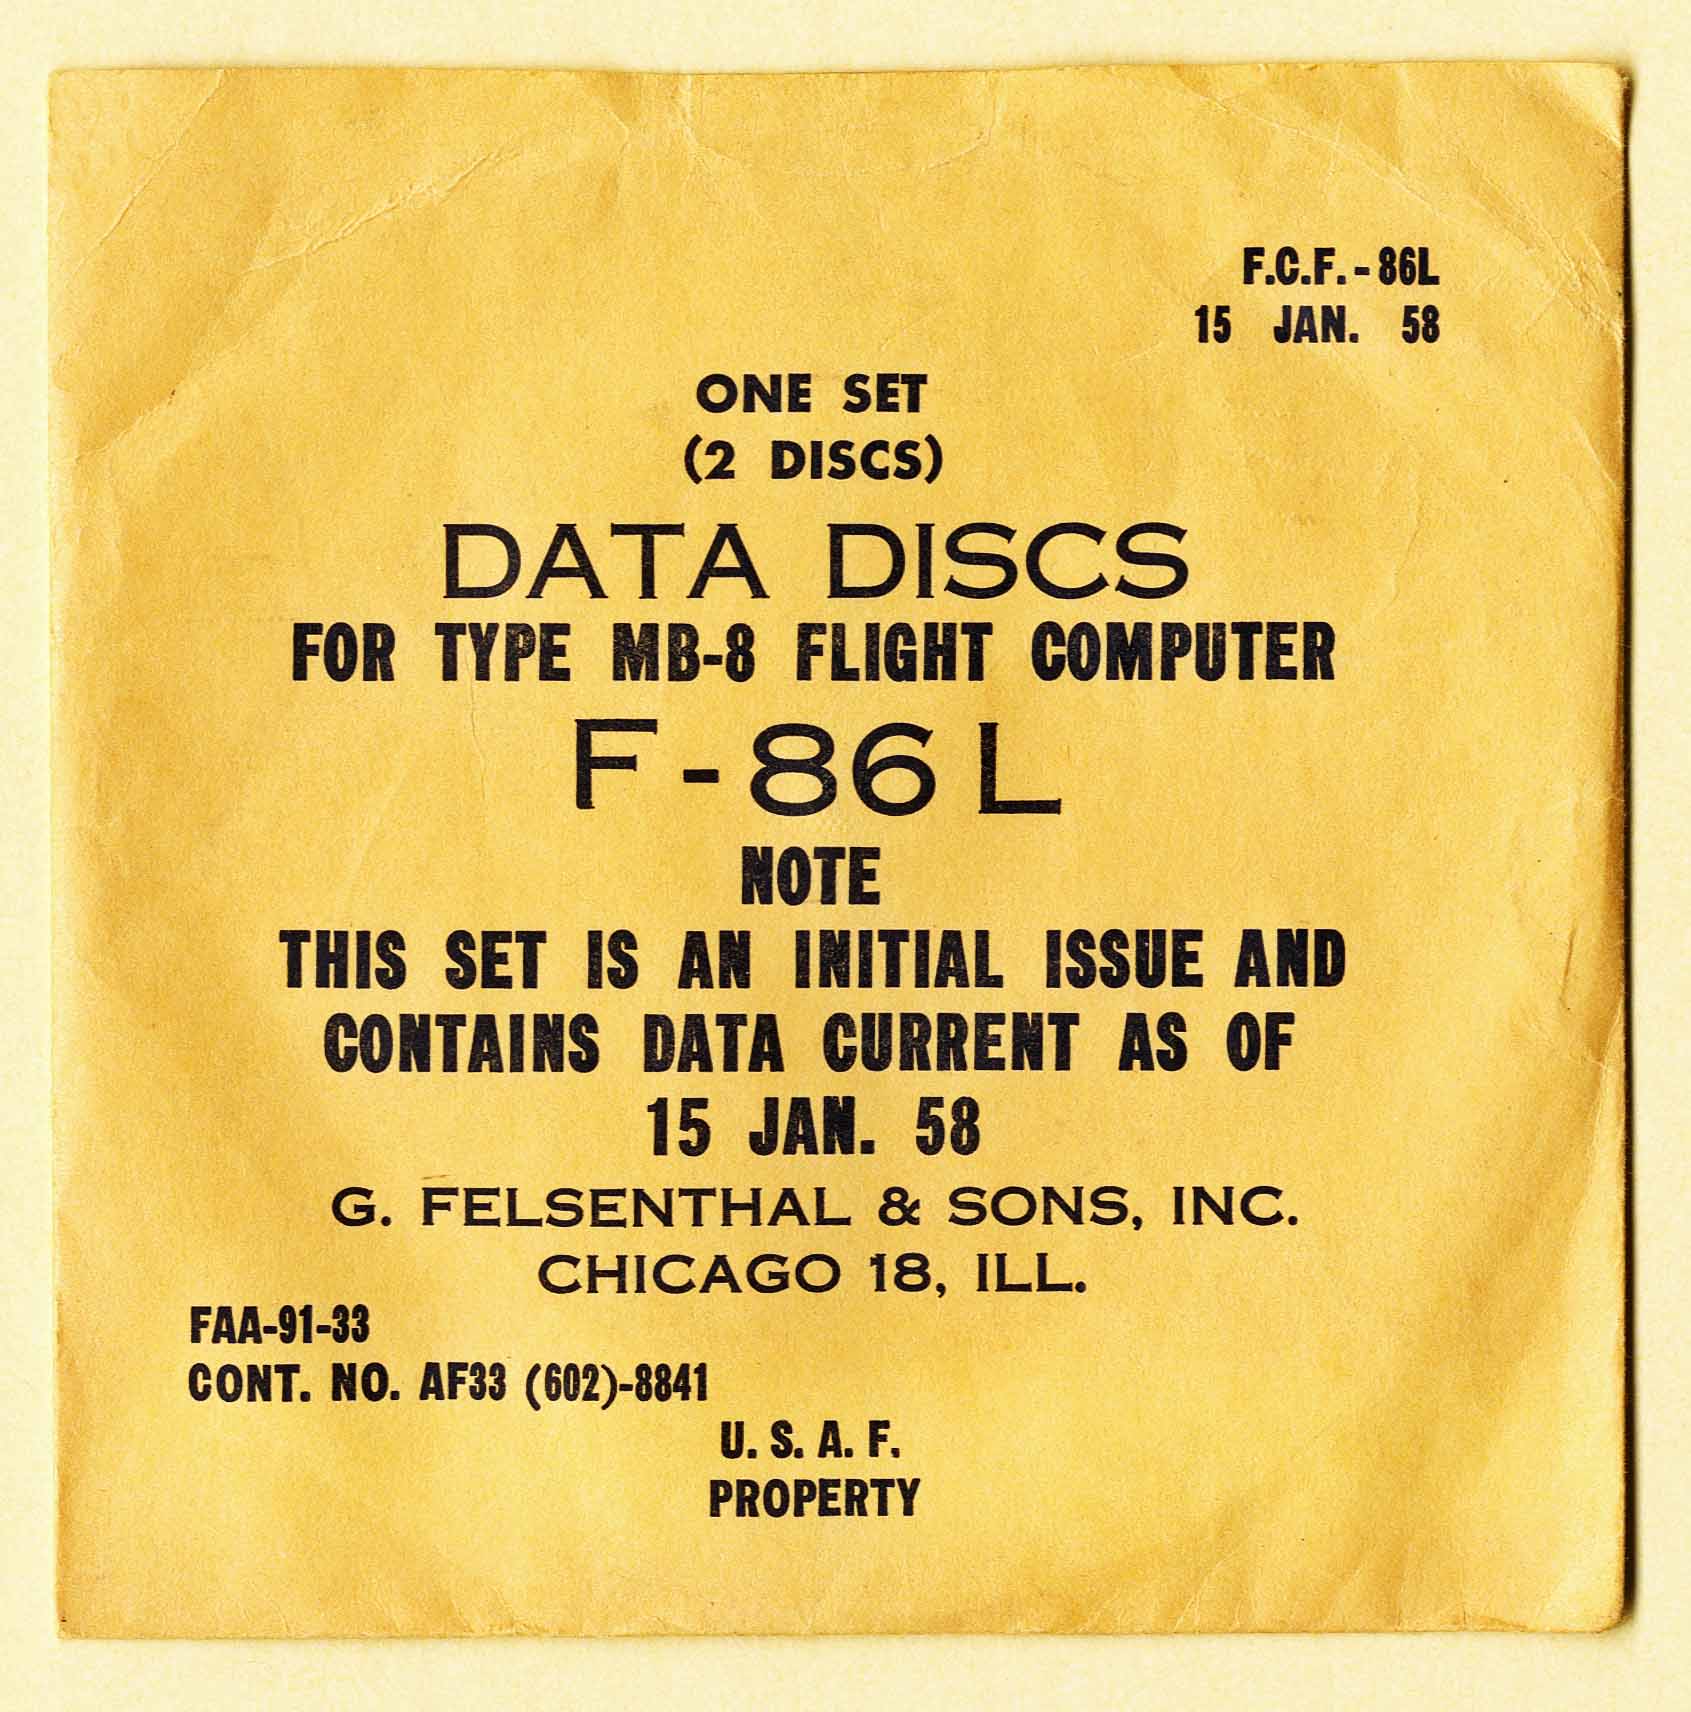 F.C.F. - 86L
15 JAN. 58
ONE SET
(2 DISCS)
DATA DISCS
FOR TYPE MB-8 FLIGHT COMPUTER
F - 86 L
NOTE
THIS SET IS AN INITIAL ISSUE AND
CONTAINS DATA CURRENT AS OF
15 JAN. 58
G. FELSENTHAL & SONS, INC.
CHICAGO 18, ILL.
FAA-91-33
CONT. NO. AF33 (602)-8841
U. S. A. F.
PROPERTY